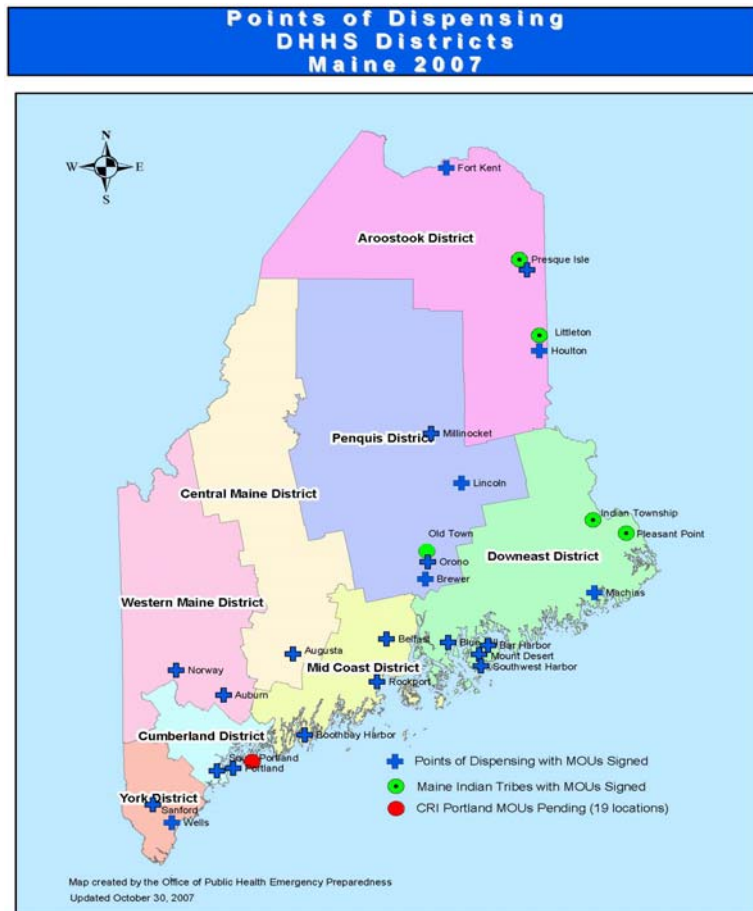 Points of Dispensing
DHHS Districts
Maine 2007
N
W
E
S
Fort Kent
Aroostook District
Presque Isle
Littleton
Houlton
Millinocket
Penquis District
Lincoln
Central Maine District
Indian Township
Old Town
Pleasant Point
Orono
Downeast District
Brewer
Machias
Western Maine District
Belfast
Bar Harbor
Augusta
Mount Desert
Mid Coast District
Southwest Harbor
Norway
Rockport
Auburn
Cumberland District
Boothbay Harbor
South Portland
Portland
Points of Dispensing with MOUs Signed
Maine Indian Tribes with MOUs Signed
York District
CRI Portland MOUs Pending (19 locations)
Sanford
Wells
Map created by the Office of Public Health Emergency Preparedness
Updated October 30, 2007